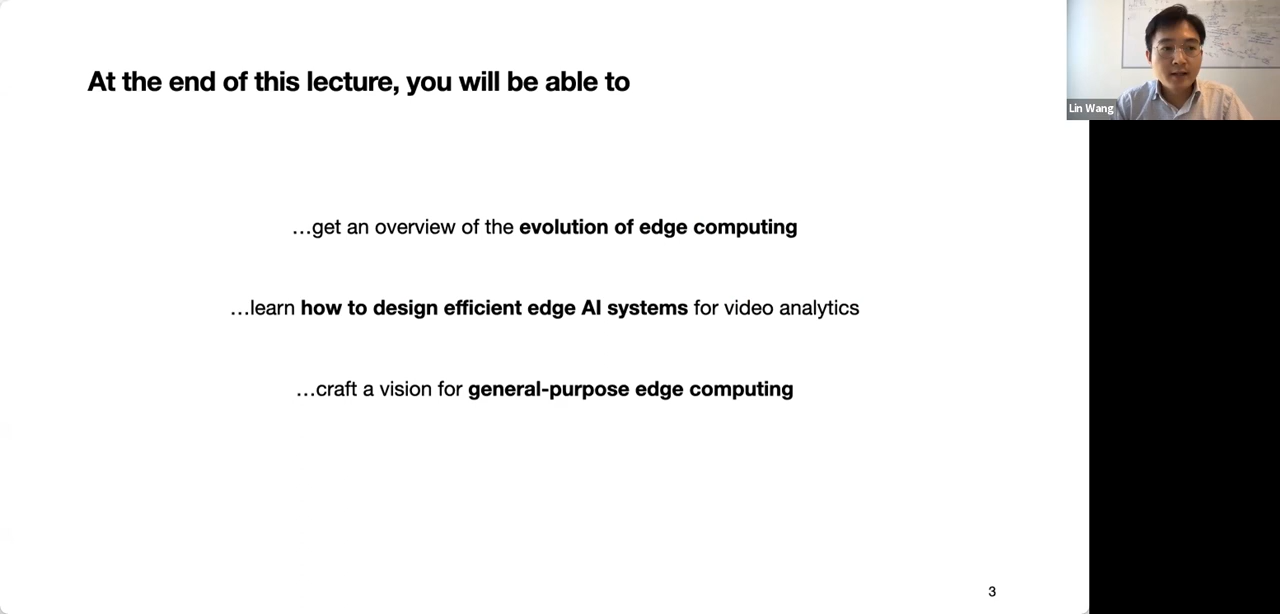 At the end of this lecture, you will be able to
Lin Wang
…get an overview of the evolution of edge computing
…learn how to design efficient edge AI systems for video analytics
…craft a vision for general-purpose edge computing
3